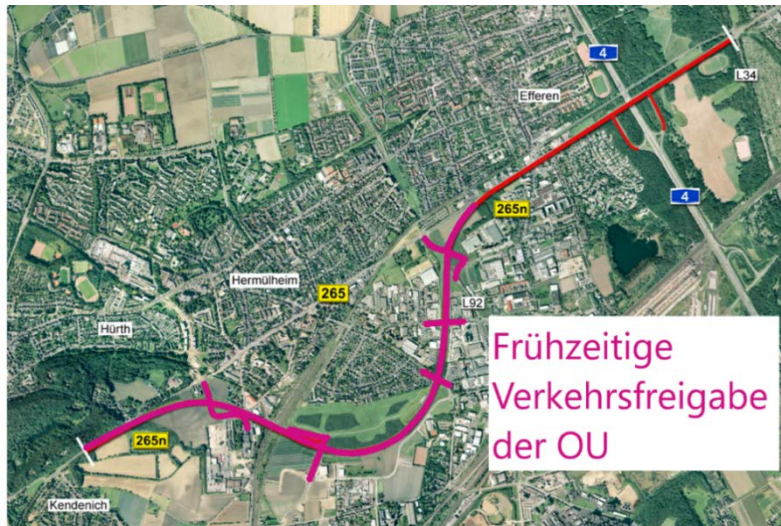 4
Efferen
L34
4
265n
Hermülheim
265
L92
Hürth
Frühzeitige
Verkehrsfreigabe
der OU
265n
Kendenich